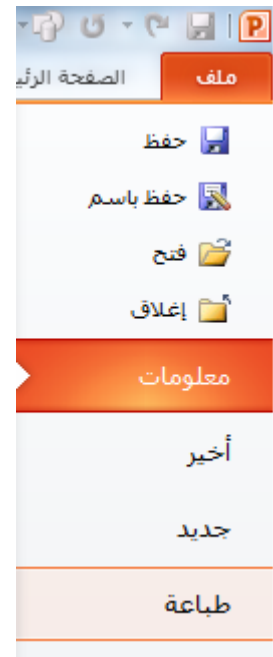 ملف الصفحة الرئي
حفظ
حفظ باسم
فتح
إغلاق
معلومات
أخير
جديد
طباعة